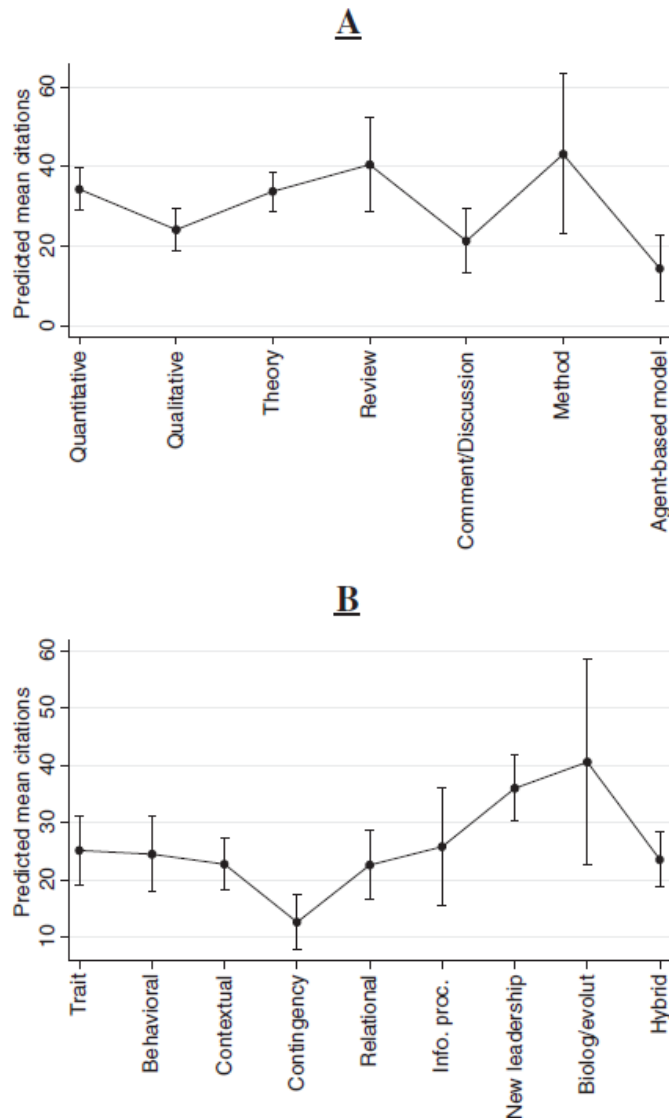 A
Predicted mean citations
60
40
20
0
Quantitative
Qualitative
Theory
Review
Comment/Discussion
Method
Agent-based model
B
Predicted mean citations
60
50
40
30
20
10
Trait
Behavioral
Contextual
Contingency
Relational
Info. proc.
New leadership
Biolog/evolut
Hybrid